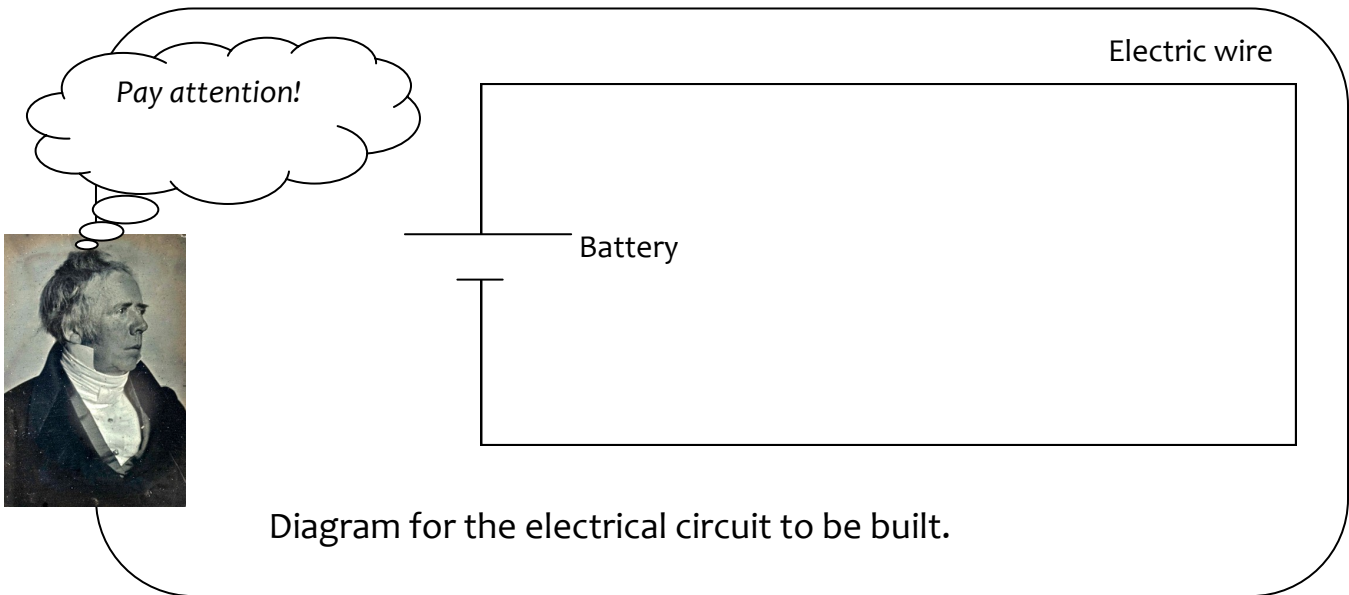 Electric wire
Pay attention!
Battery
Diagram for the electrical circuit to be built.